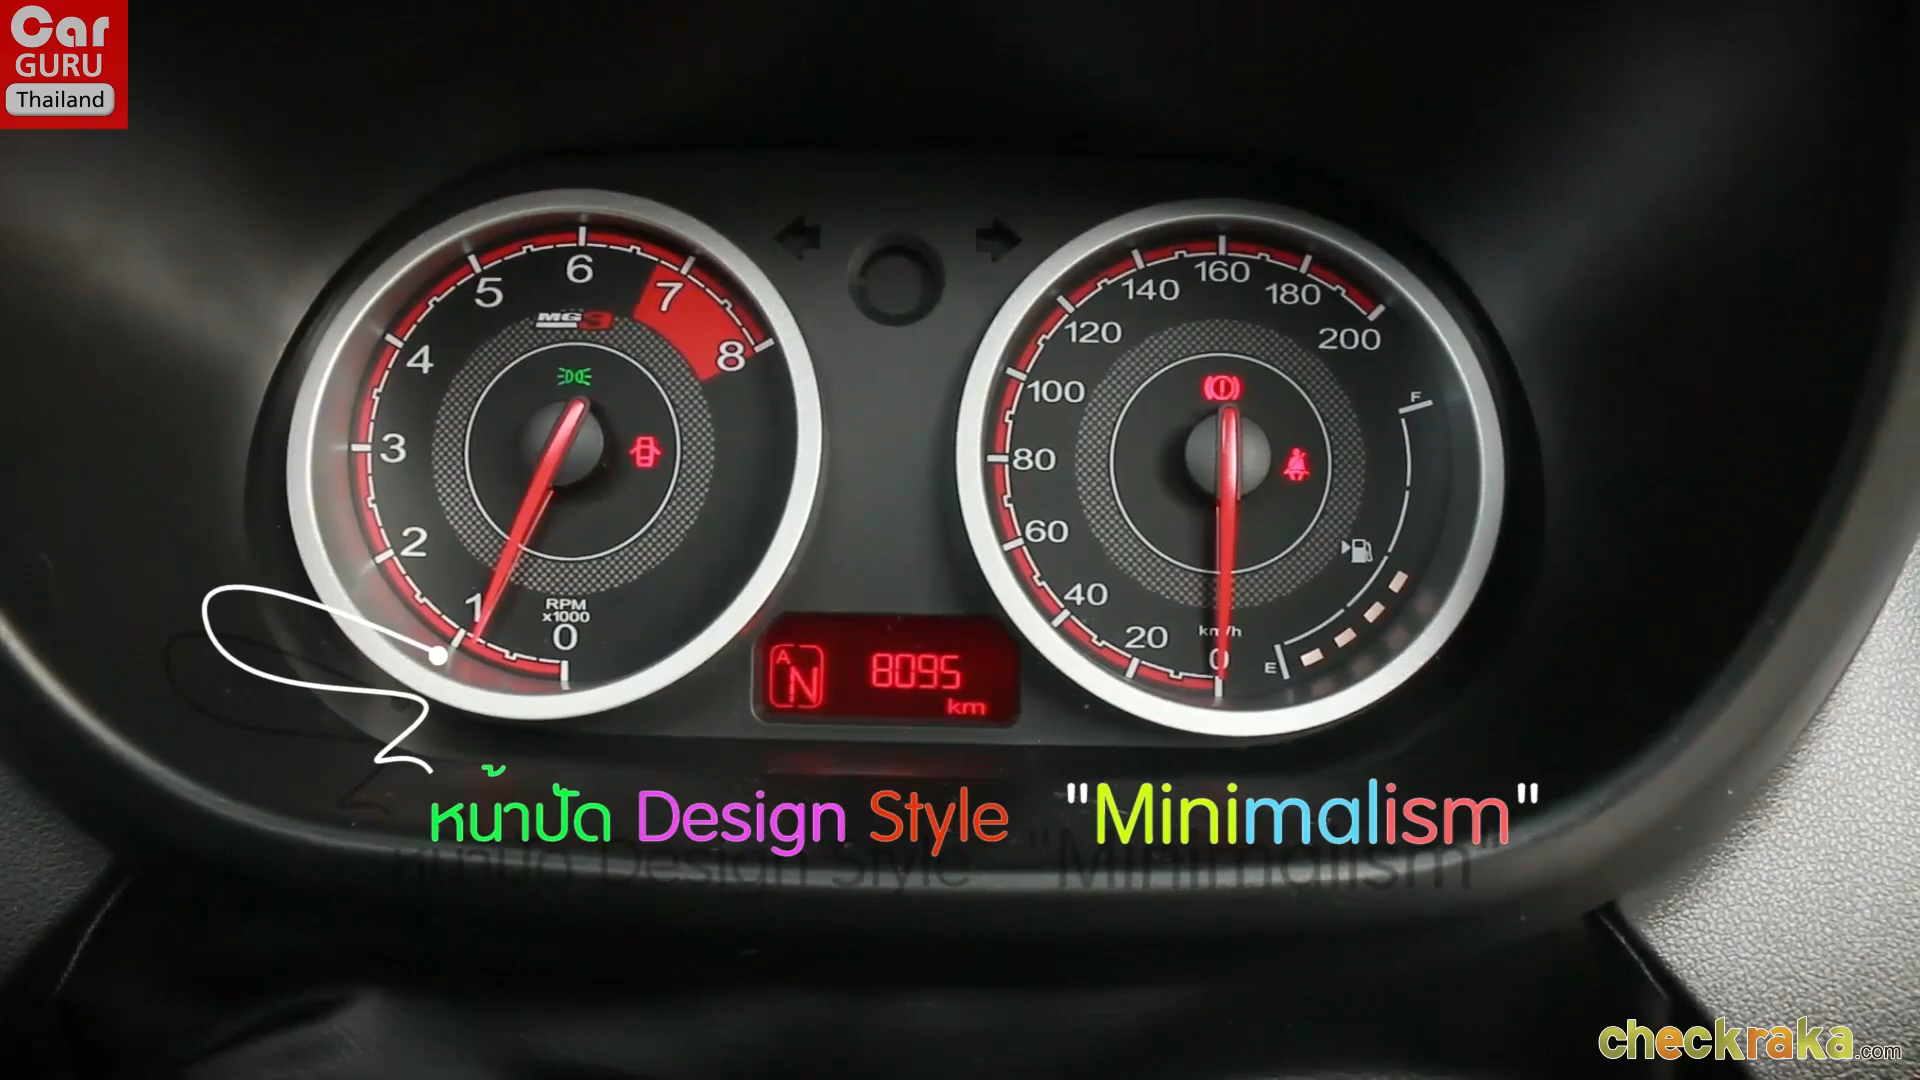 Car
GURU
Thailand
0
1
2
3
4
5
6
7
8
MG3
RPM
x1000
0
20
40
60
80
100
120
140
160
180
200
km/h
F
E
A
N
8095
km
หน้าปัด Design Style "Minimalism"
checkraka.com